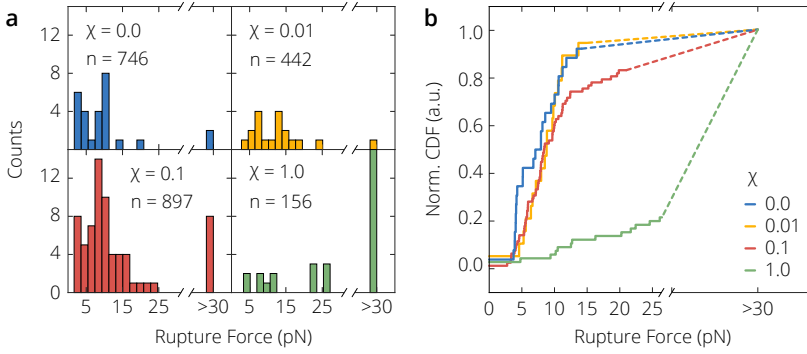 a
χ = 0.0
n = 746
χ = 0.01
n = 442
12
8
4
Counts
χ = 0.1
n = 897
χ = 1.0
n = 156
12
8
4
0
5 15 >30 5 15 >30
Rupture Force (pN)
b
1.0
0.8
0.6
0.4
0.2
0.0
Norm. CDF (a.u.)
χ
0.0
0.01
0.1
1.0
0 5 10 15 20 25 >30
Rupture Force (pN)